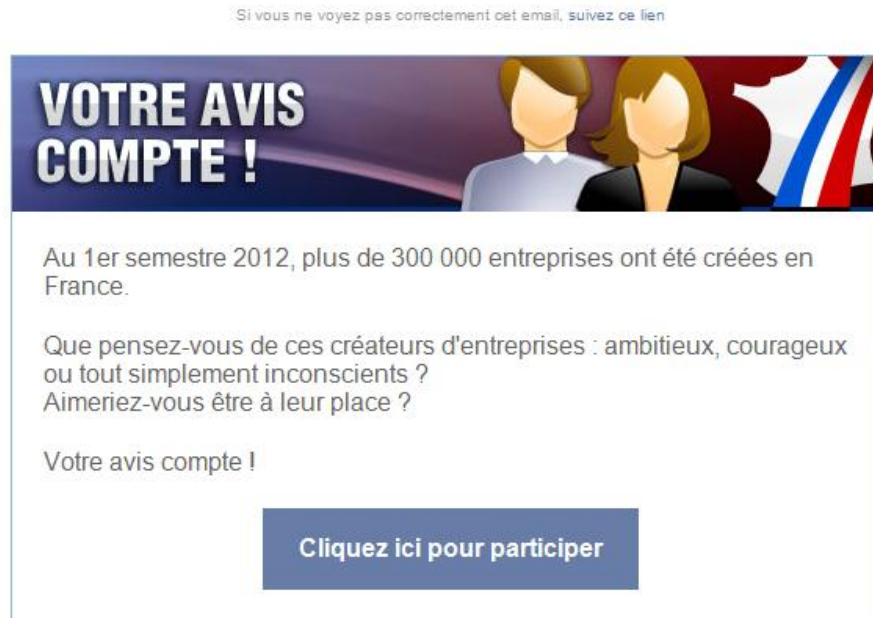 Si vous ne voyez pas correctement cet email, suivez ce lien
VOTRE AVIS
COMPTE !
Au 1er semestre 2012, plus de 300 000 entreprises ont été créées en
France.
Que pensez-vous de ces créateurs d'entreprises : ambitieux, courageux
ou tout simplement inconscients ?
Aimeriez-vous être à leur place ?
Votre avis compte !
Cliquez ici pour participer